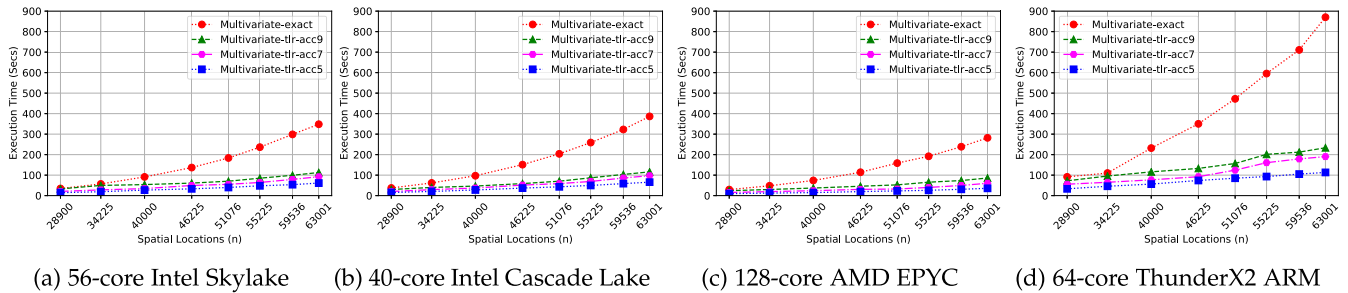 900
800
700
600
500
400
300
200
100
0
Execution Time (Secs)
Multivariate-exact
Multivariate-tlr-acc9
Multivariate-tlr-acc7
Multivariate-tlr-acc5
28900
34225
40000
46225
51076
55225
59536
63001
Spatial Locations (n)
(a) 56-core Intel Skylake
900
800
700
600
500
400
300
200
100
0
Execution Time (Secs)
Multivariate-exact
Multivariate-tlr-acc9
Multivariate-tlr-acc7
Multivariate-tlr-acc5
28900
34225
40000
46225
51076
55225
59536
63001
Spatial Locations (n)
(b) 40-core Intel Cascade Lake
900
800
700
600
500
400
300
200
100
0
Execution Time (Secs)
Multivariate-exact
Multivariate-tlr-acc9
Multivariate-tlr-acc7
Multivariate-tlr-acc5
28900
34225
40000
46225
51076
55225
59536
63001
Spatial Locations (n)
(c) 128-core AMD EPYC
900
800
700
600
500
400
300
200
100
0
Execution Time (Secs)
Multivariate-exact
Multivariate-tlr-acc9
Multivariate-tlr-acc7
Multivariate-tlr-acc5
28900
34225
40000
46225
51076
55225
59536
63001
Spatial Locations (n)
(d) 64-core ThunderX2 ARM